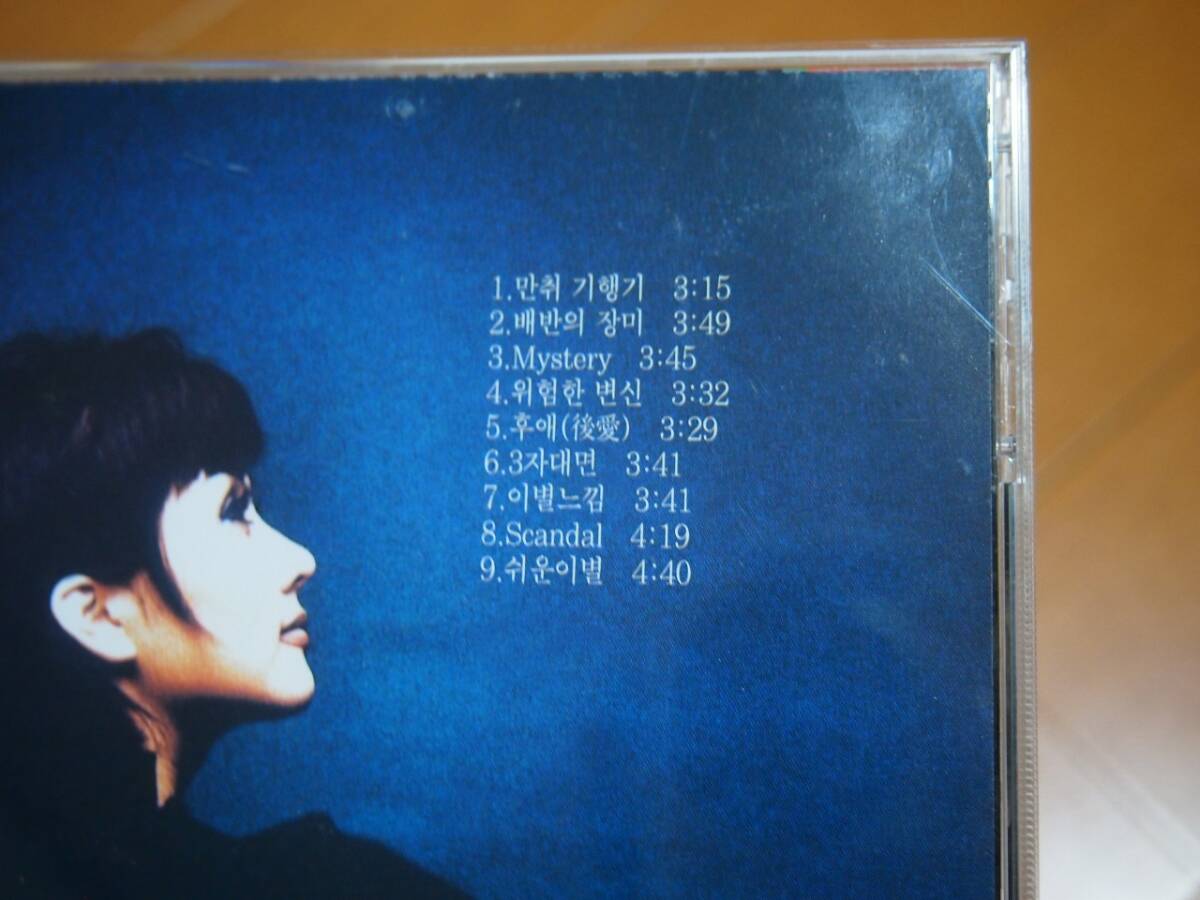 1.만취 기행기 3:15
2.배반의 장미 3:49
3.Mystery 3:45
4.위험한 변신 3:32
5.후애(後愛) 3:29
6.3자대면 3:41
7.이별느낌 3:41
8.Scandal 4:19
9.쉬운이별 4:40